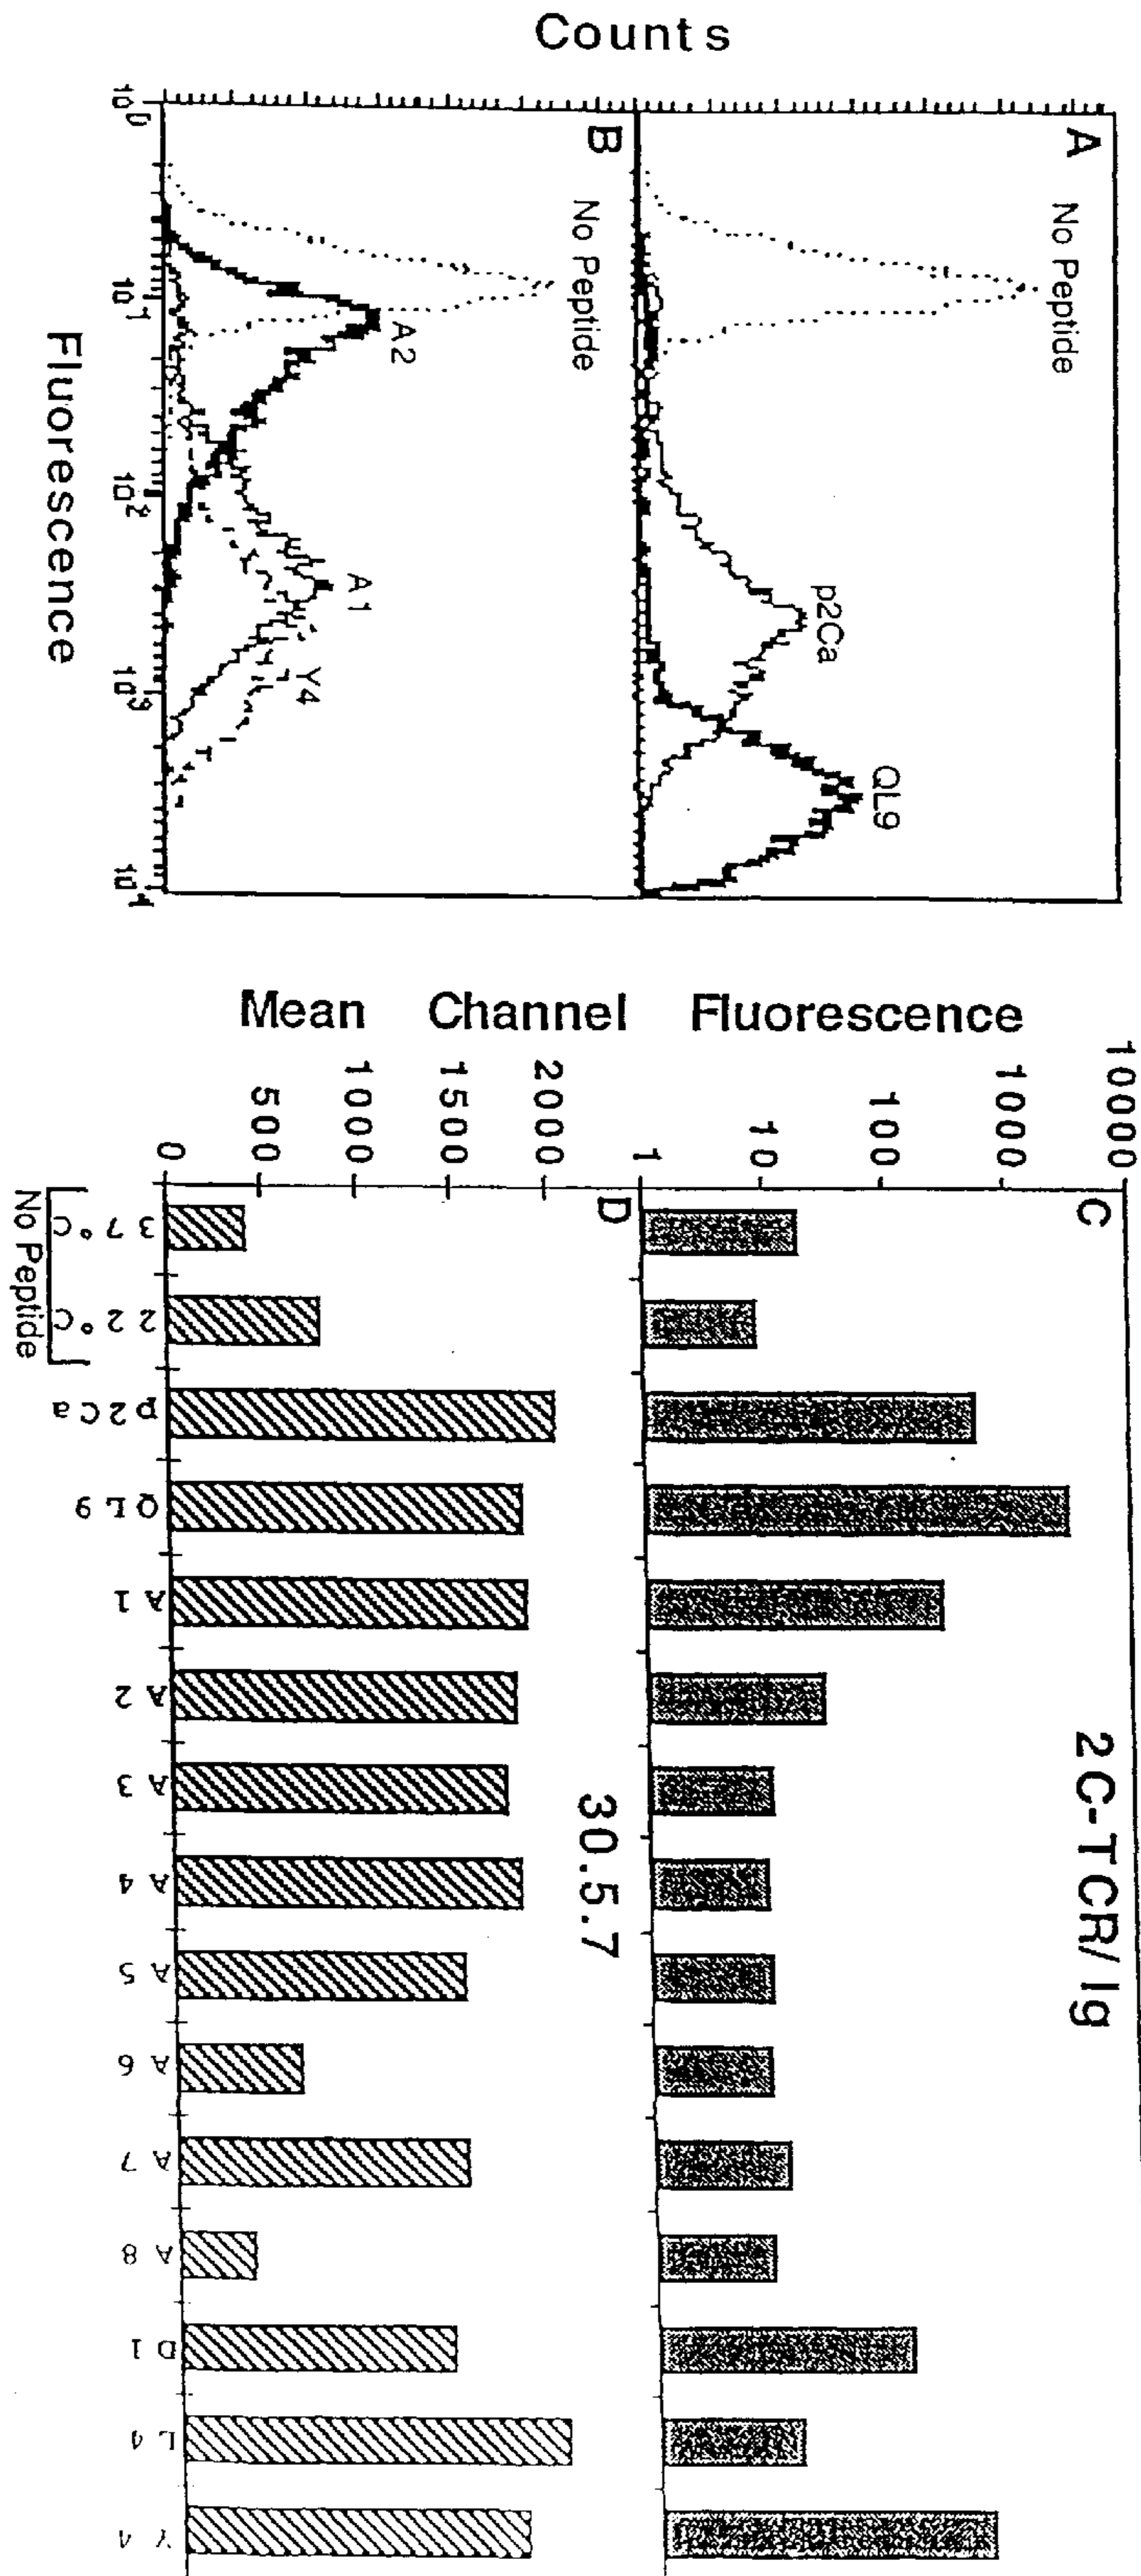 Counts
A
No Peptide
p2Ca
QL9
B
No Peptide
A2
A1
Y4
10^0
10^1
10^2
10^3
10^4
Fluorescence
Mean Channel Fluorescence
10000
1000
100
10
1
C
2C-TCR/Ig
2000
1500
1000
500
0
D
30.5.7
37°C
22°C
No Peptide
p2Ca
QL9
A1
A2
A3
A4
A5
A6
A7
A8
D1
L4
Y4